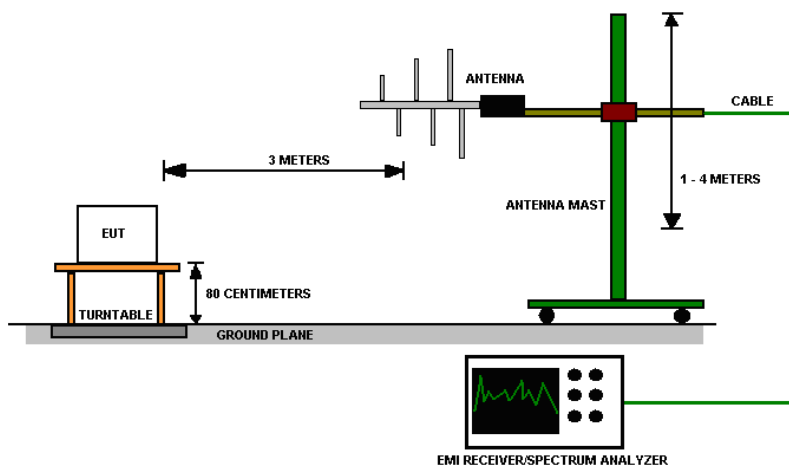 ANTENNA
CABLE
3 METERS
1 - 4 METERS
ANTENNA MAST
EUT
80 CENTIMETERS
TURNTABLE
GROUND PLANE
EMI RECEIVER/SPECTRUM ANALYZER